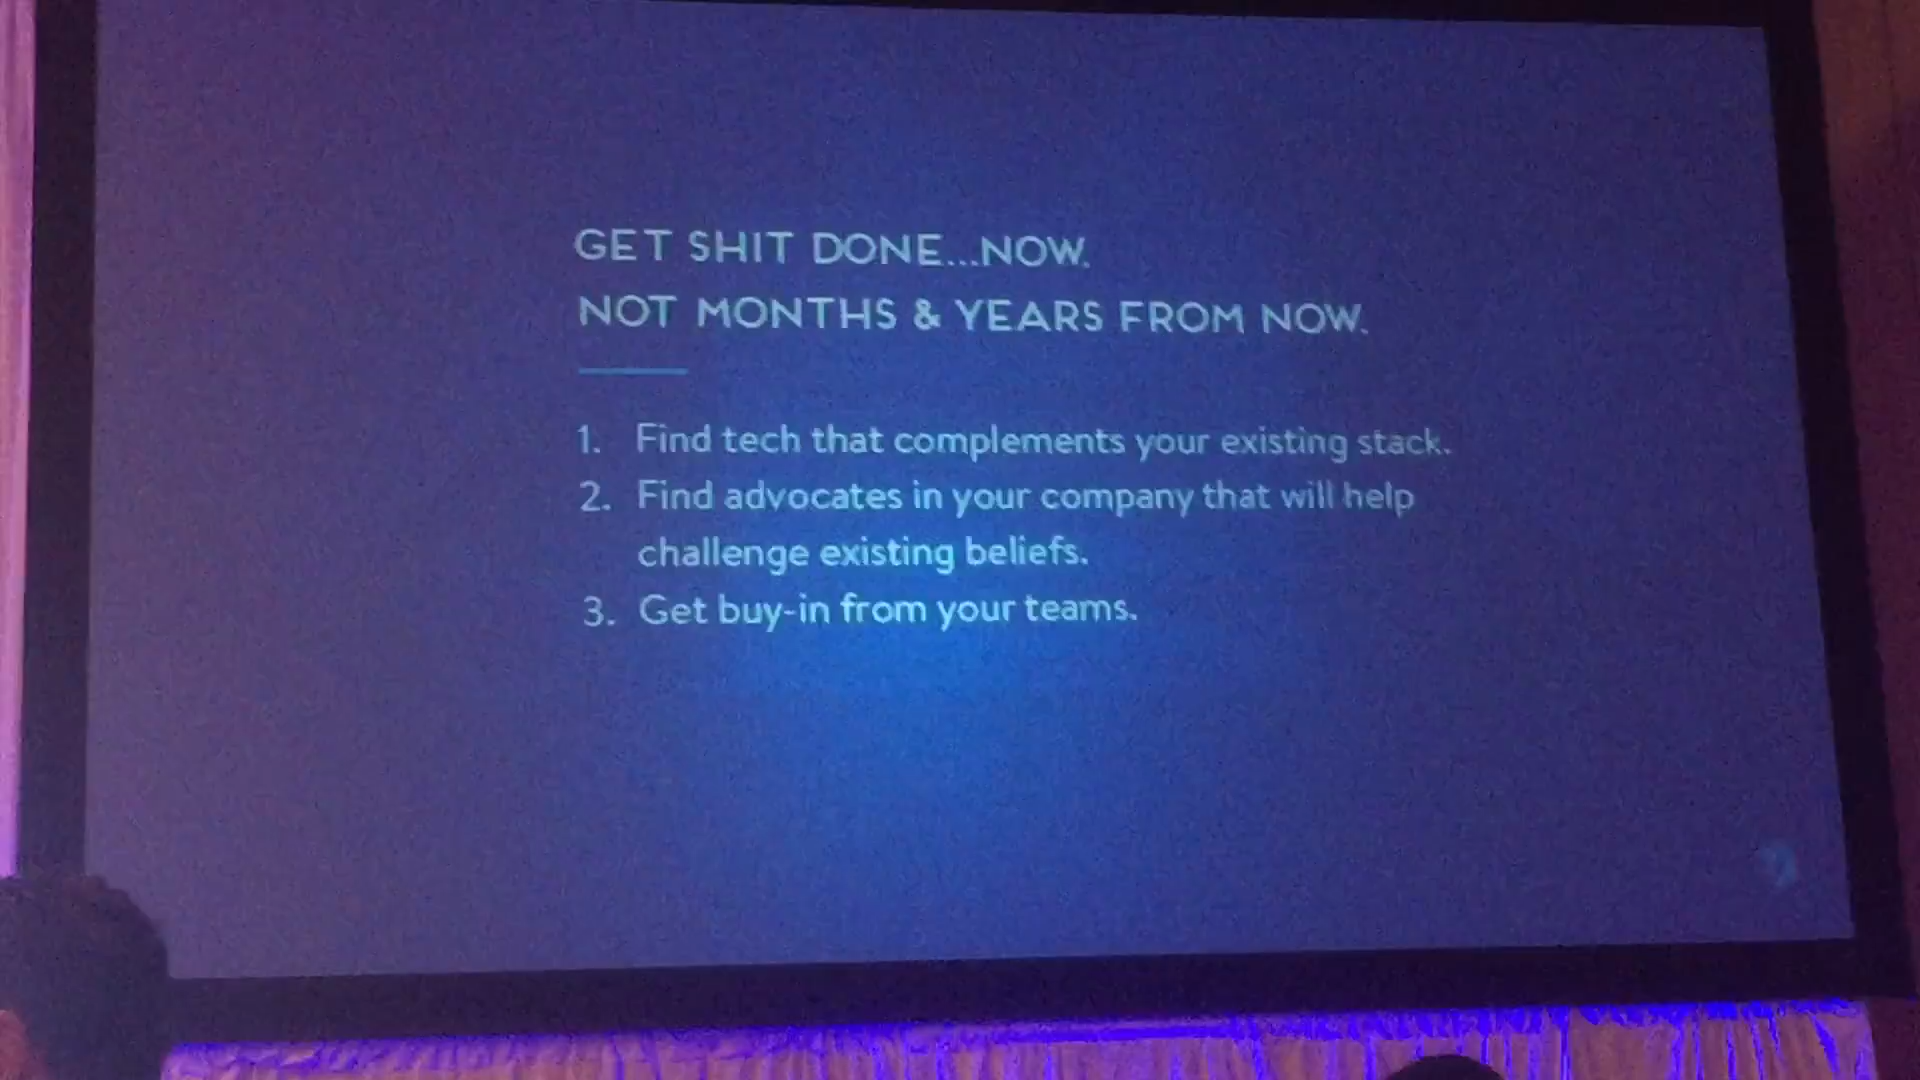 GET SHIT DONE...NOW.
NOT MONTHS & YEARS FROM NOW.
1. Find tech that complements your existing stack.
2. Find advocates in your company that will help
challenge existing beliefs.
3. Get buy-in from your teams.